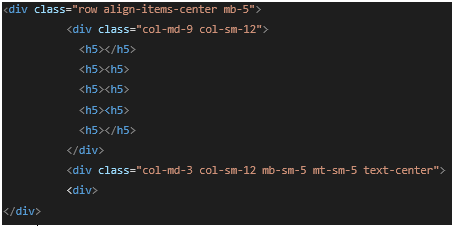 <div class="row align-items-center mb-5">
<div class="col-md-9 col-sm-12">
<h5></h5>
<h5><h5>
<h5><h5>
<h5><h5>
<h5></h5>
</div>
<div class="col-md-3 col-sm-12 mb-sm-5 mt-sm-5 text-center">
<div>
</div>